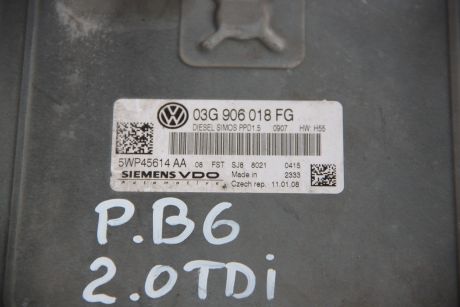 03G 906 018 FG
DIESEL SIMOS PPD1.5 0907 HW: H55
5WP45614 AA 08 FST SJ8 8021 0415
SIEMENS VDO Made in 2333
Automotive Czech rep. 11.01.08
P.B6
2.0TDi